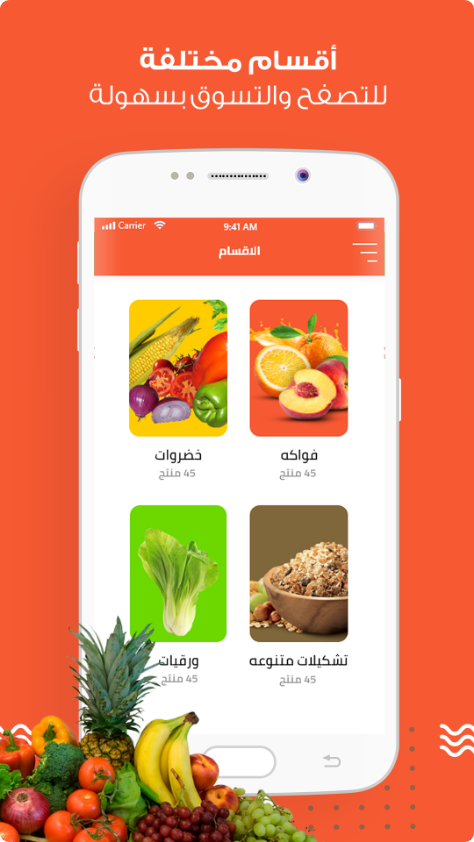 أقسام مختلفة
للتصفح والتسوق بسهولة
Carrier 9:41 AM
الاقسام
فواكه
45 منتج
خضروات
45 منتج
تشكيلات متنوعه
45 منتج
ورقيات
45 منتج